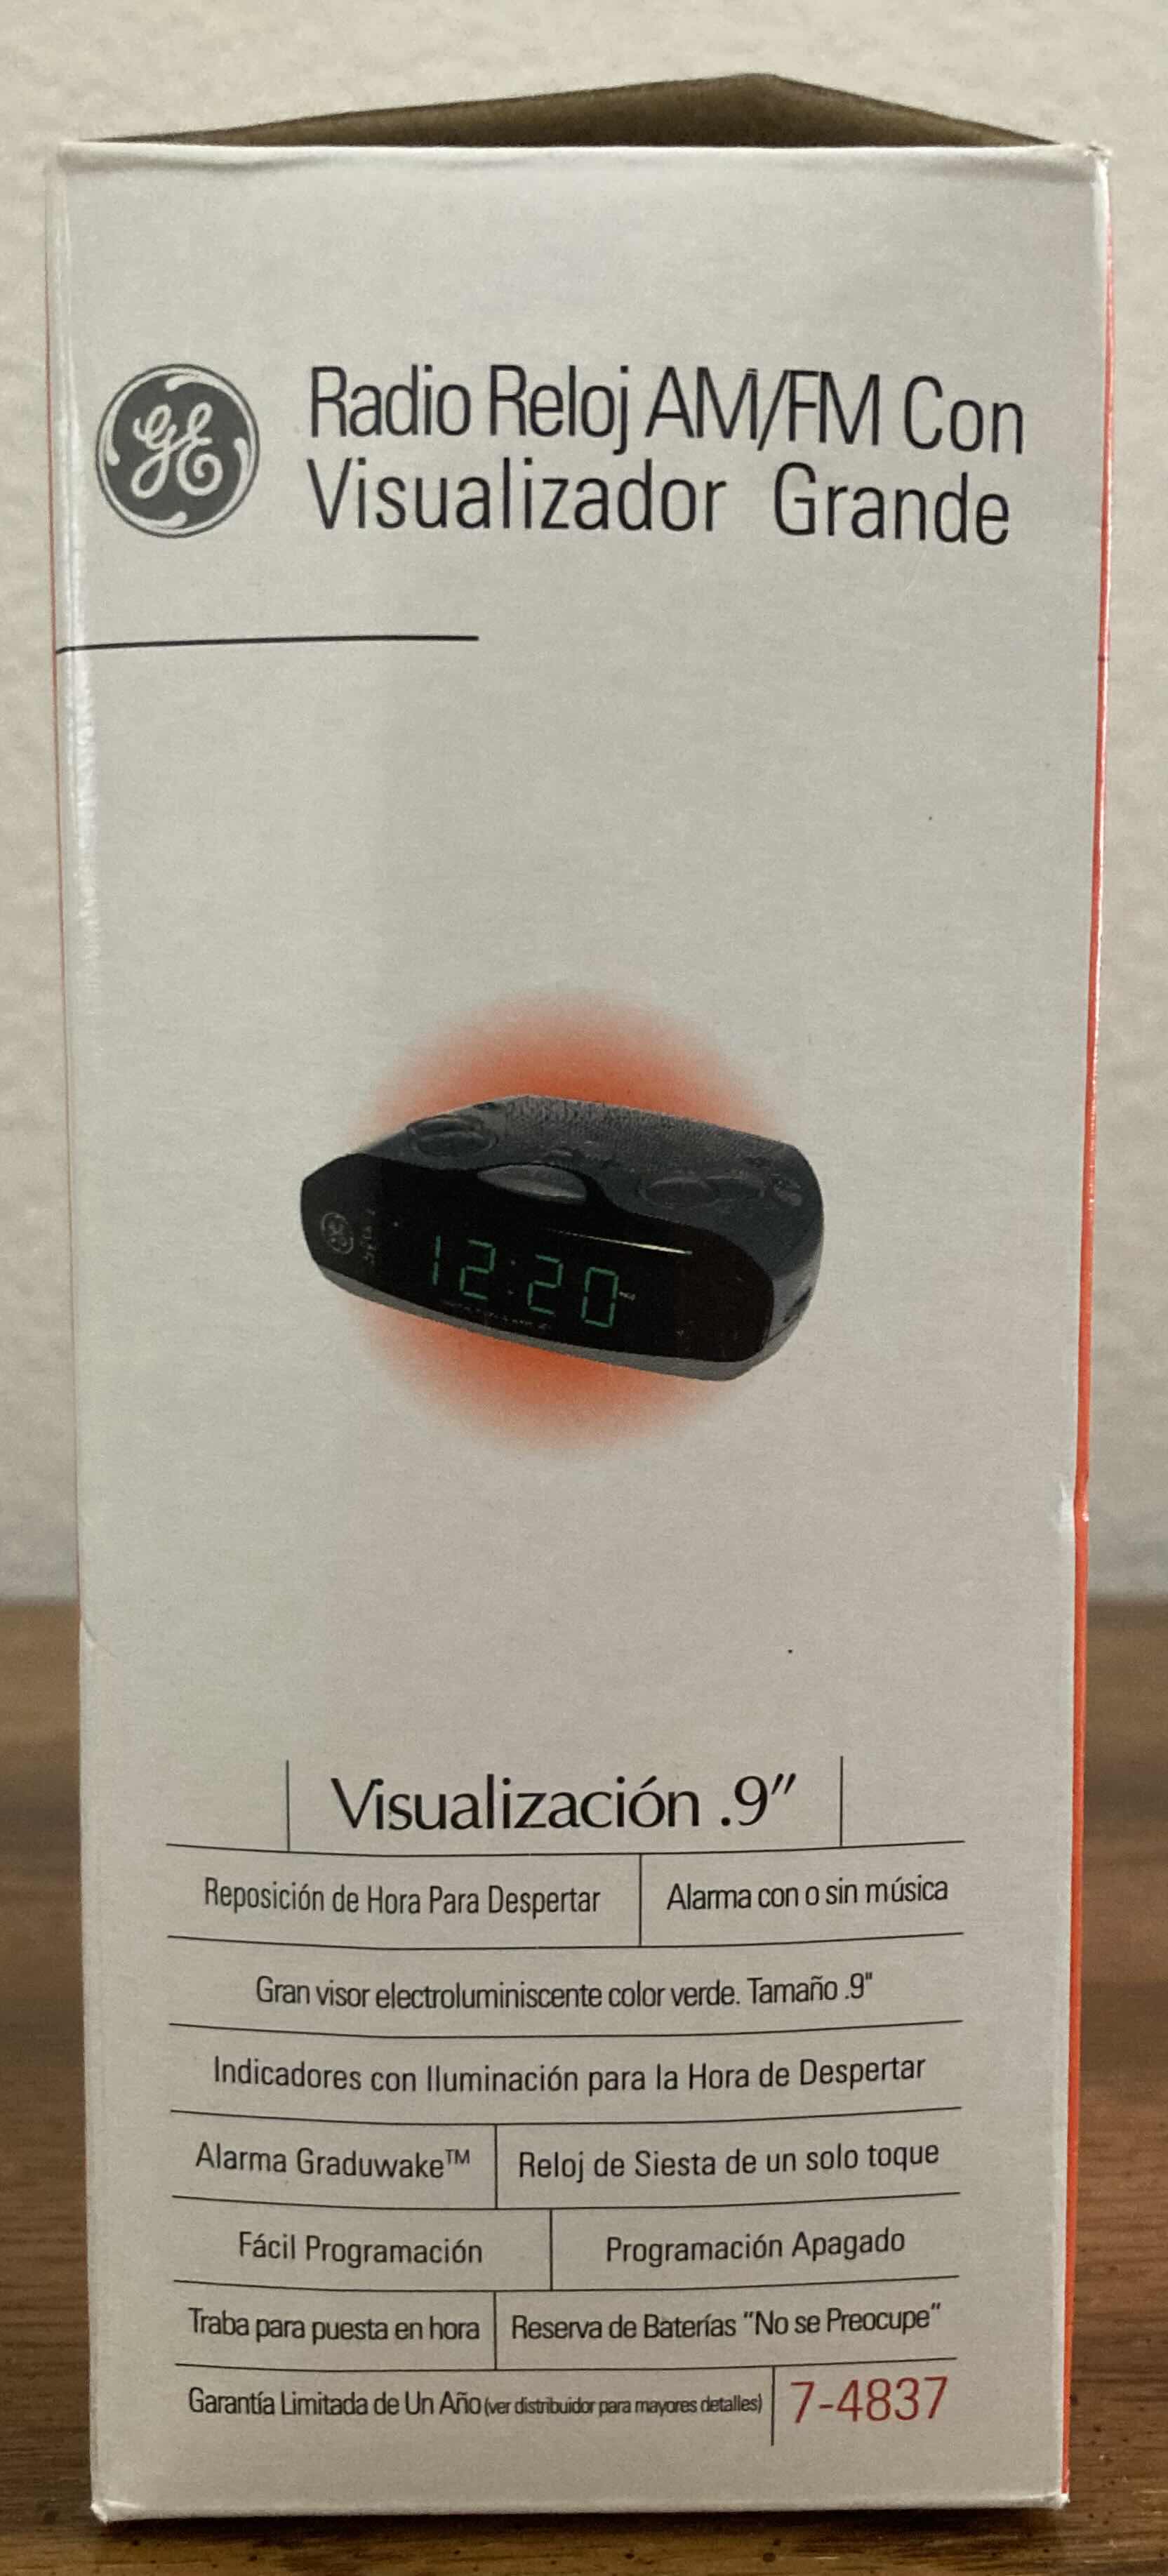 GE
Radio Reloj AM/FM Con
Visualizador Grande
12:20
Visualización .9"
Reposición de Hora Para Despertar
Alarma con o sin música
Gran visor electroluminiscente color verde. Tamaño .9"
Indicadores con Iluminación para la Hora de Despertar
Alarma Graduwake™
Reloj de Siesta de un solo toque
Fácil Programación
Programación Apagado
Traba para puesta en hora
Reserva de Baterías "No se Preocupe"
Garantía Limitada de Un Año (ver distribuidor para mayores detalles)
7-4837